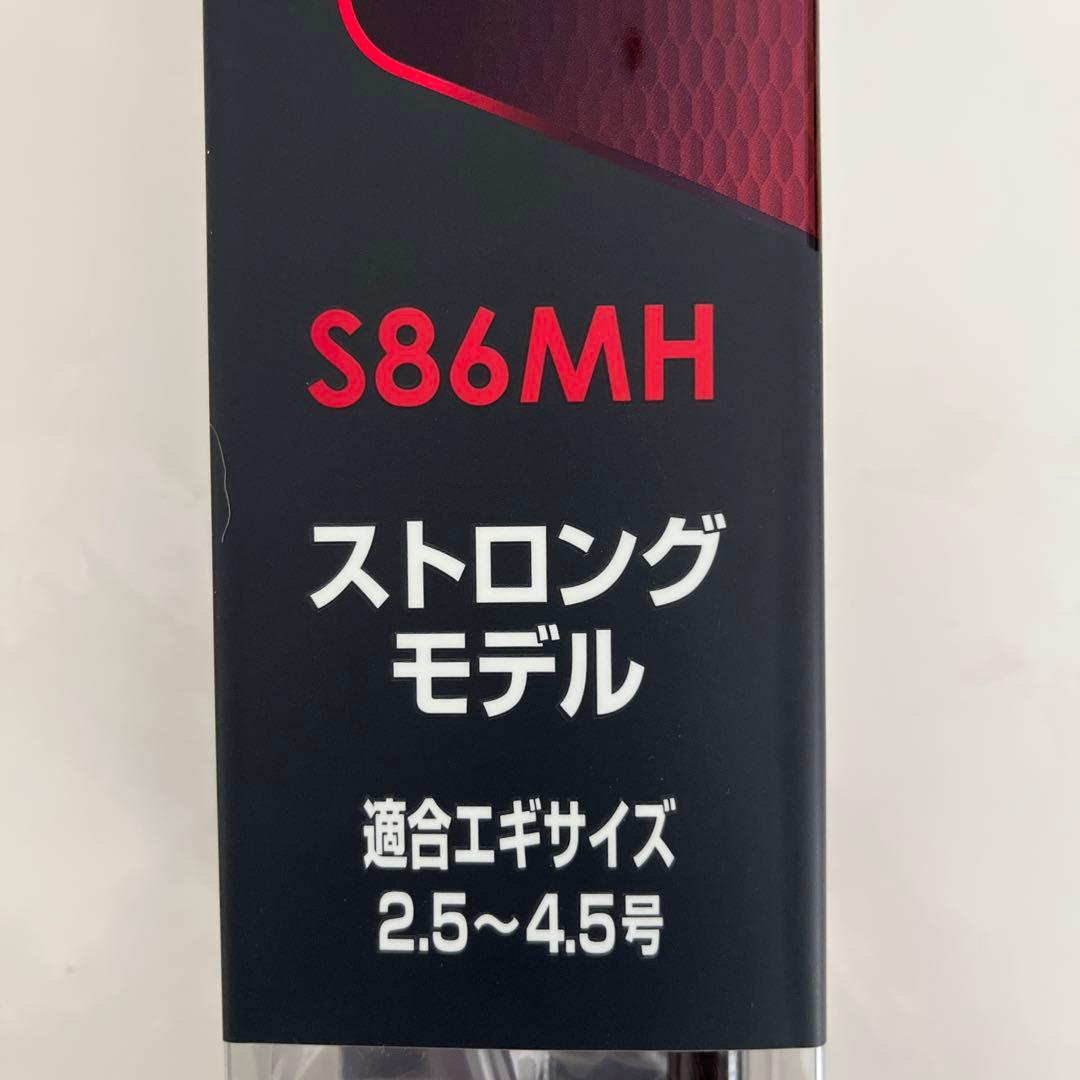 S86MH
ストロング
モデル
適合エギサイズ
2.5～4.5号